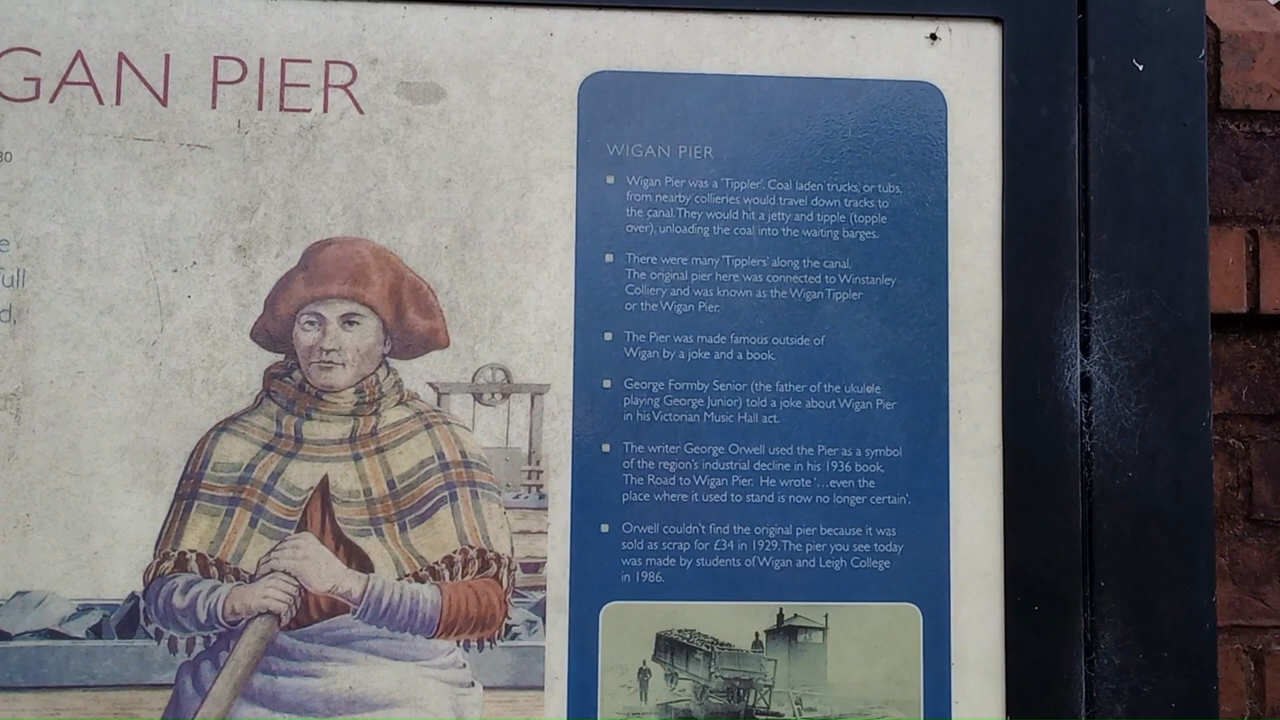 GAN PIER
30
e
full
d,
WIGAN PIER
Wigan Pier was a 'Tippler'. Coal laden trucks, or tubs,
from nearby collieries would travel down tracks to
the canal. They would hit a jetty and tipple (topple
over), unloading the coal into the waiting barges.
There were many 'Tipplers' along the canal.
The original pier here was connected to Winstanley
Colliery and was known as the Wigan Tippler
or the Wigan Pier.
The Pier was made famous outside of
Wigan by a joke and a book.
George Formby Senior (the father of the ukulele
playing George Junior) told a joke about Wigan Pier
in his Victorian Music Hall act.
The writer George Orwell used the Pier as a symbol
of the region's industrial decline in his 1936 book,
The Road to Wigan Pier. He wrote '...even the
place where it used to stand is now no longer certain'.
Orwell couldn't find the original pier because it was
sold as scrap for £34 in 1929. The pier you see today
was made by students of Wigan and Leigh College
in 1986.